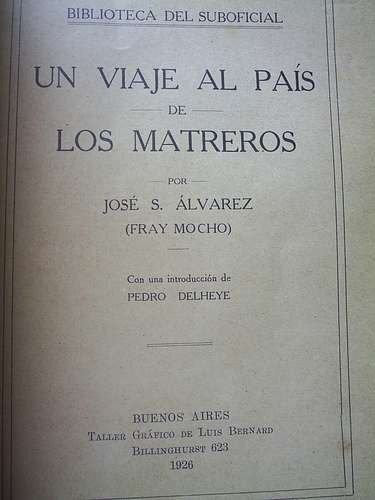 BIBLIOTECA DEL SUBOFICIAL
UN VIAJE AL PAÍS
DE
LOS MATREROS
POR
JOSÉ S. ÁLVAREZ
(FRAY MOCHO)
Con una introducción de
PEDRO DELHEYE
BUENOS AIRES
Taller Gráfico de Luis Bernard
Billinghurst 623
1926